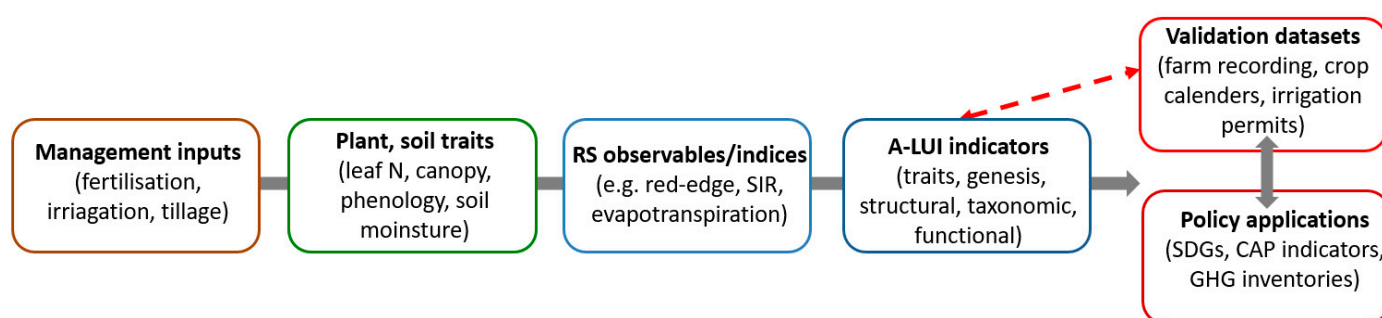 Management inputs
(fertilisation,
irriagation, tillage)
Plant, soil traits
(leaf N, canopy,
phenology, soil
moinsture)
RS observables/indices
(e.g. red-edge, SIR,
evapotranspiration)
A-LUI indicators
(traits, genesis,
structural, taxonomic,
functional)
Validation datasets
(farm recording, crop
calenders, irrigation
permits)
Policy applications
(SDGs, CAP indicators,
GHG inventories)